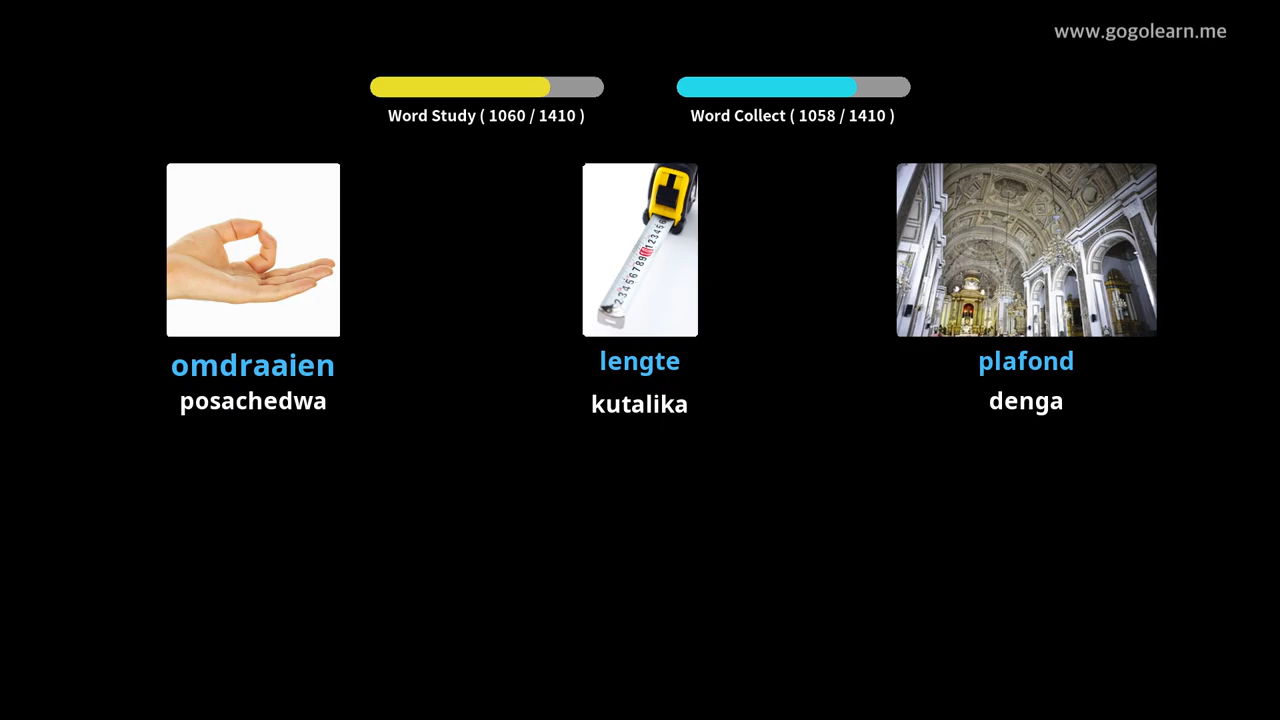 www.gogolearn.me
Word Study ( 1060 / 1410 )
Word Collect ( 1058 / 1410 )
omdraaien
posachedwa
lengte
kutalika
plafond
denga